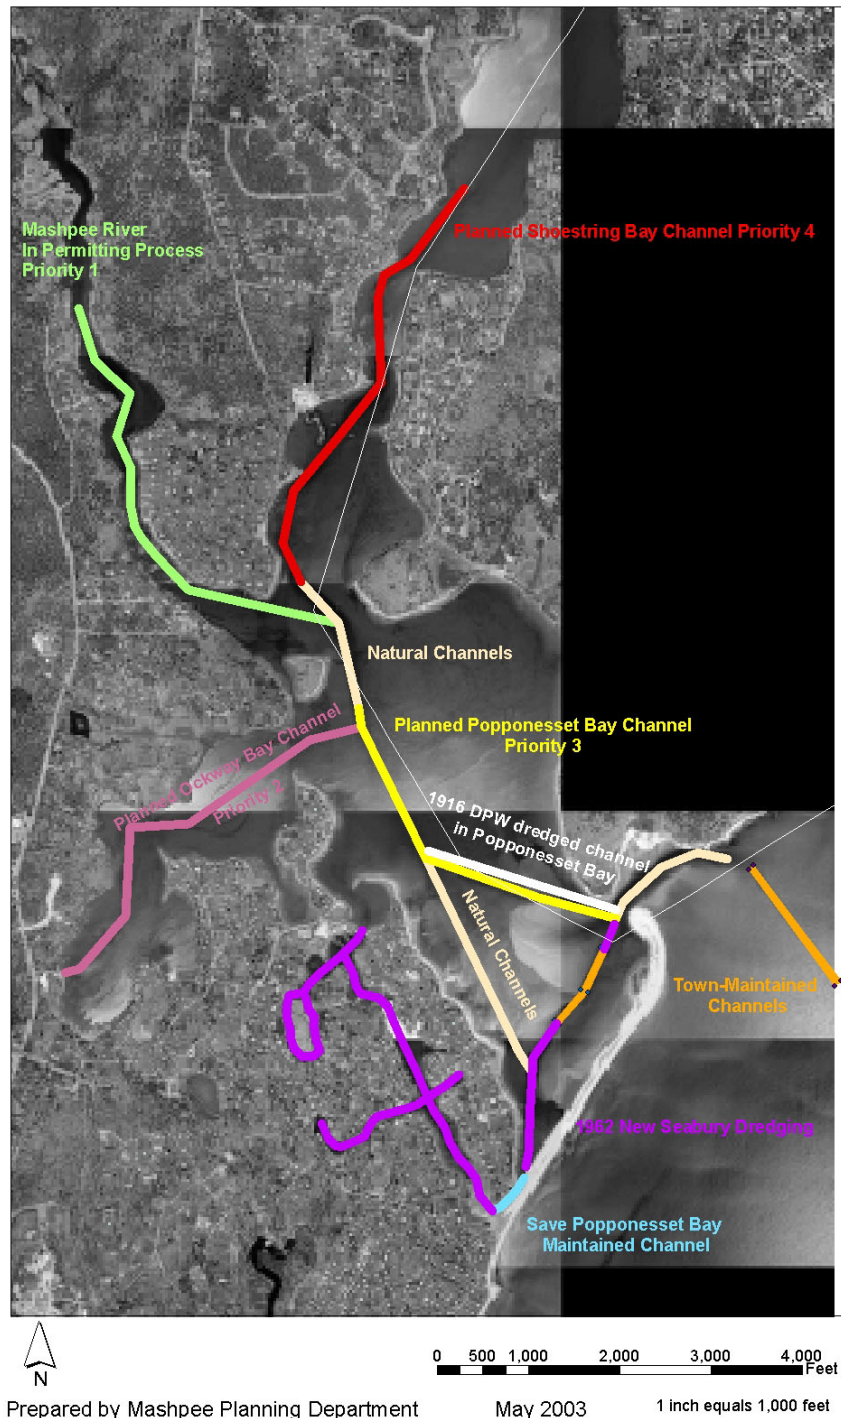 Mashpee River
In Permitting Process
Priority 1
Planned Shoestring Bay Channel Priority 4
Natural Channels
Planned Popponesset Bay Channel
Priority 3
Planned Ockway Bay Channel
Priority 2
1916 DPW dredged channel
in Popponesset Bay
Natural Channels
Town-Maintained
Channels
1962 New Seabury Dredging
Save Popponesset Bay
Maintained Channel
N
0 500 1,000 2,000 3,000 4,000
Feet
Prepared by Mashpee Planning Department May 2003 1 inch equals 1,000 feet